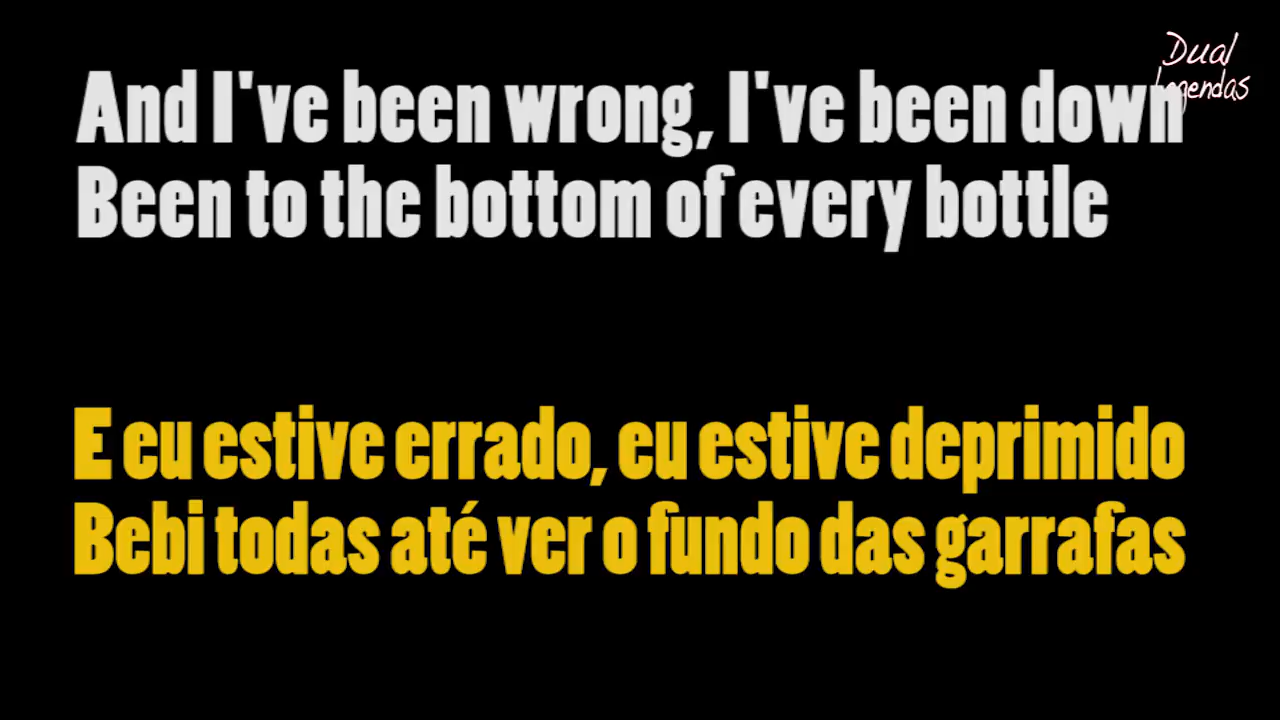 Dual
Legendas
And I've been wrong, I've been down
Been to the bottom of every bottle
E eu estive errado, eu estive deprimido
Bebi todas até ver o fundo das garrafas